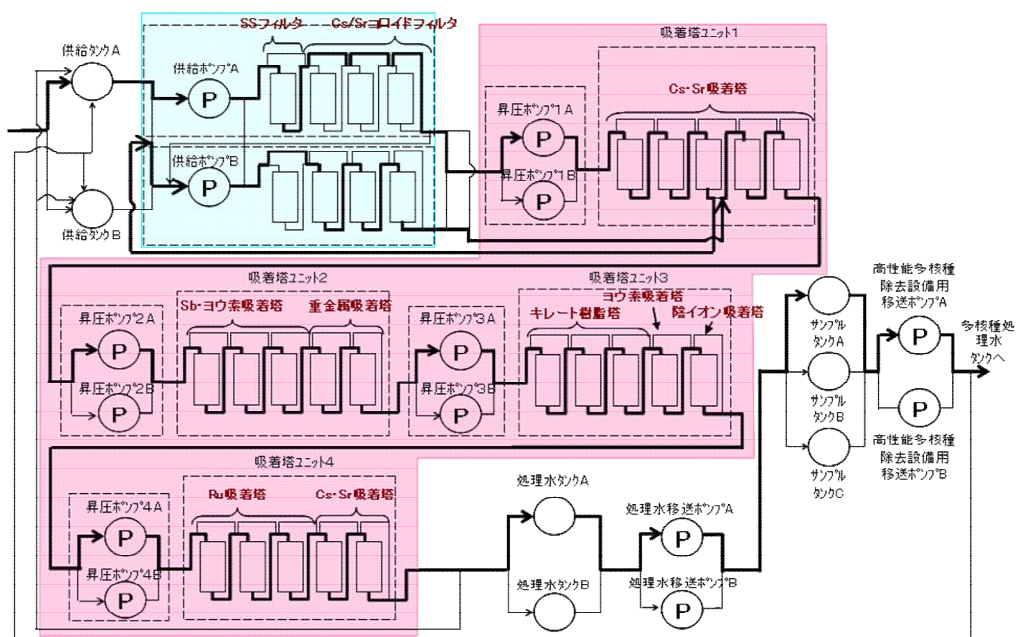 SSフィルタ
Cs/Srコロイドフィルタ
供給タンクA
供給ポンプA
P
供給ポンプB
P
供給タンクB
吸着塔ユニット1
Cs・Sr吸着塔
昇圧ポンプ1A
P
昇圧ポンプ1B
P
吸着塔ユニット2
Sb・ヨウ素吸着塔
重金属吸着塔
昇圧ポンプ2A
P
昇圧ポンプ2B
P
吸着塔ユニット3
ヨウ素吸着塔
キレート樹脂塔
陰イオン吸着塔
昇圧ポンプ3A
P
昇圧ポンプ3B
P
吸着塔ユニット4
Ru吸着塔
Cs・Sr吸着塔
昇圧ポンプ4A
P
昇圧ポンプ4B
P
処理水タンクA
処理水タンクB
処理水移送ポンプA
P
処理水移送ポンプB
P
サンプル
タンクA
サンプル
タンクB
サンプル
タンクC
高性能多核種
除去設備用
移送ポンプA
P
P
高性能多核種
除去設備用
移送ポンプB
多核種処
理水
タンクへ